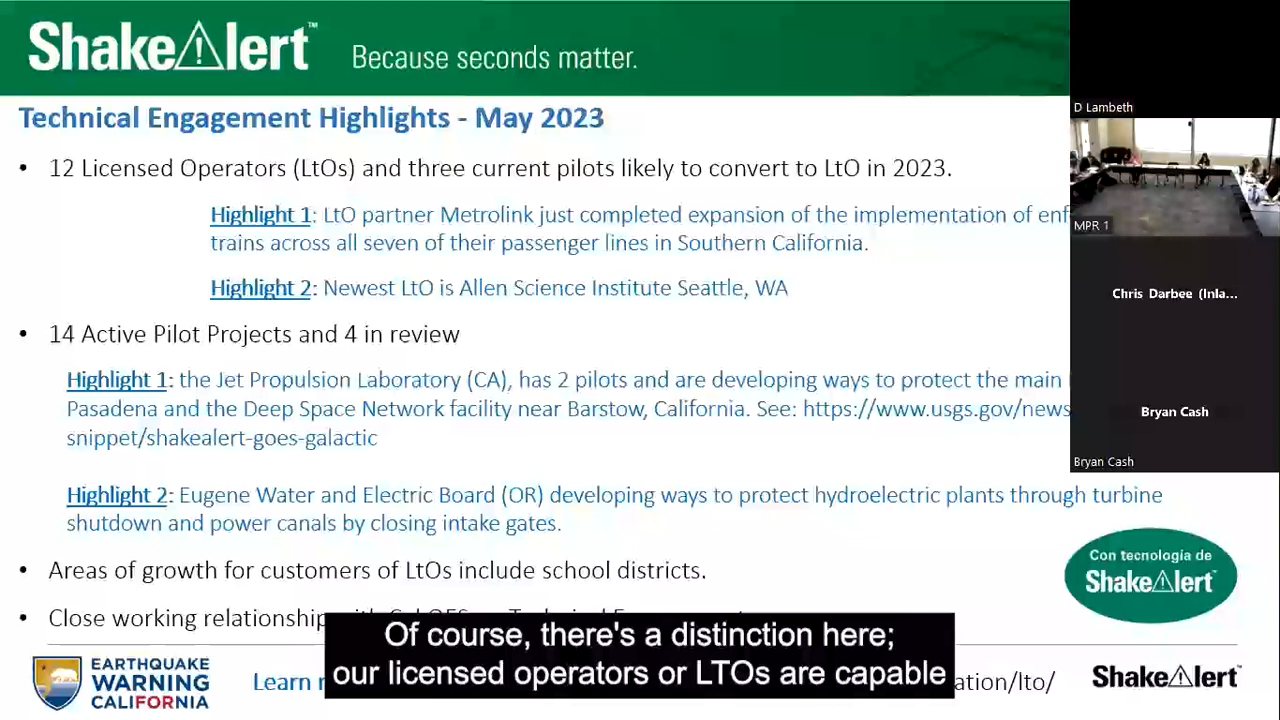 ShakeAlert™ Because seconds matter.
Technical Engagement Highlights - May 2023
• 12 Licensed Operators (LtOs) and three current pilots likely to convert to LtO in 2023.
Highlight 1: LtO partner Metrolink just completed expansion of the implementation of
trains across all seven of their passenger lines in Southern California.
Highlight 2: Newest LtO is Allen Science Institute Seattle, WA
• 14 Active Pilot Projects and 4 in review
Highlight 1: the Jet Propulsion Laboratory (CA), has 2 pilots and are developing ways to protect the main
Pasadena and the Deep Space Network facility near Barstow, California. See: https://www.usgs.gov/news
snippet/shakealert-goes-galactic
Highlight 2: Eugene Water and Electric Board (OR) developing ways to protect hydroelectric plants through turbine
shutdown and power canals by closing intake gates.
• Areas of growth for customers of LtOs include school districts.
• Close working relationship
Of course, there's a distinction here;
our licensed operators or LTOs are capable
EARTHQUAKE
WARNING
CALIFORNIA
Learn
ation/lto/
Con tecnología de
ShakeAlert
ShakeAlert
D Lambeth
MPR 1
Chris Darbee (Inla...
Bryan Cash
Bryan Cash